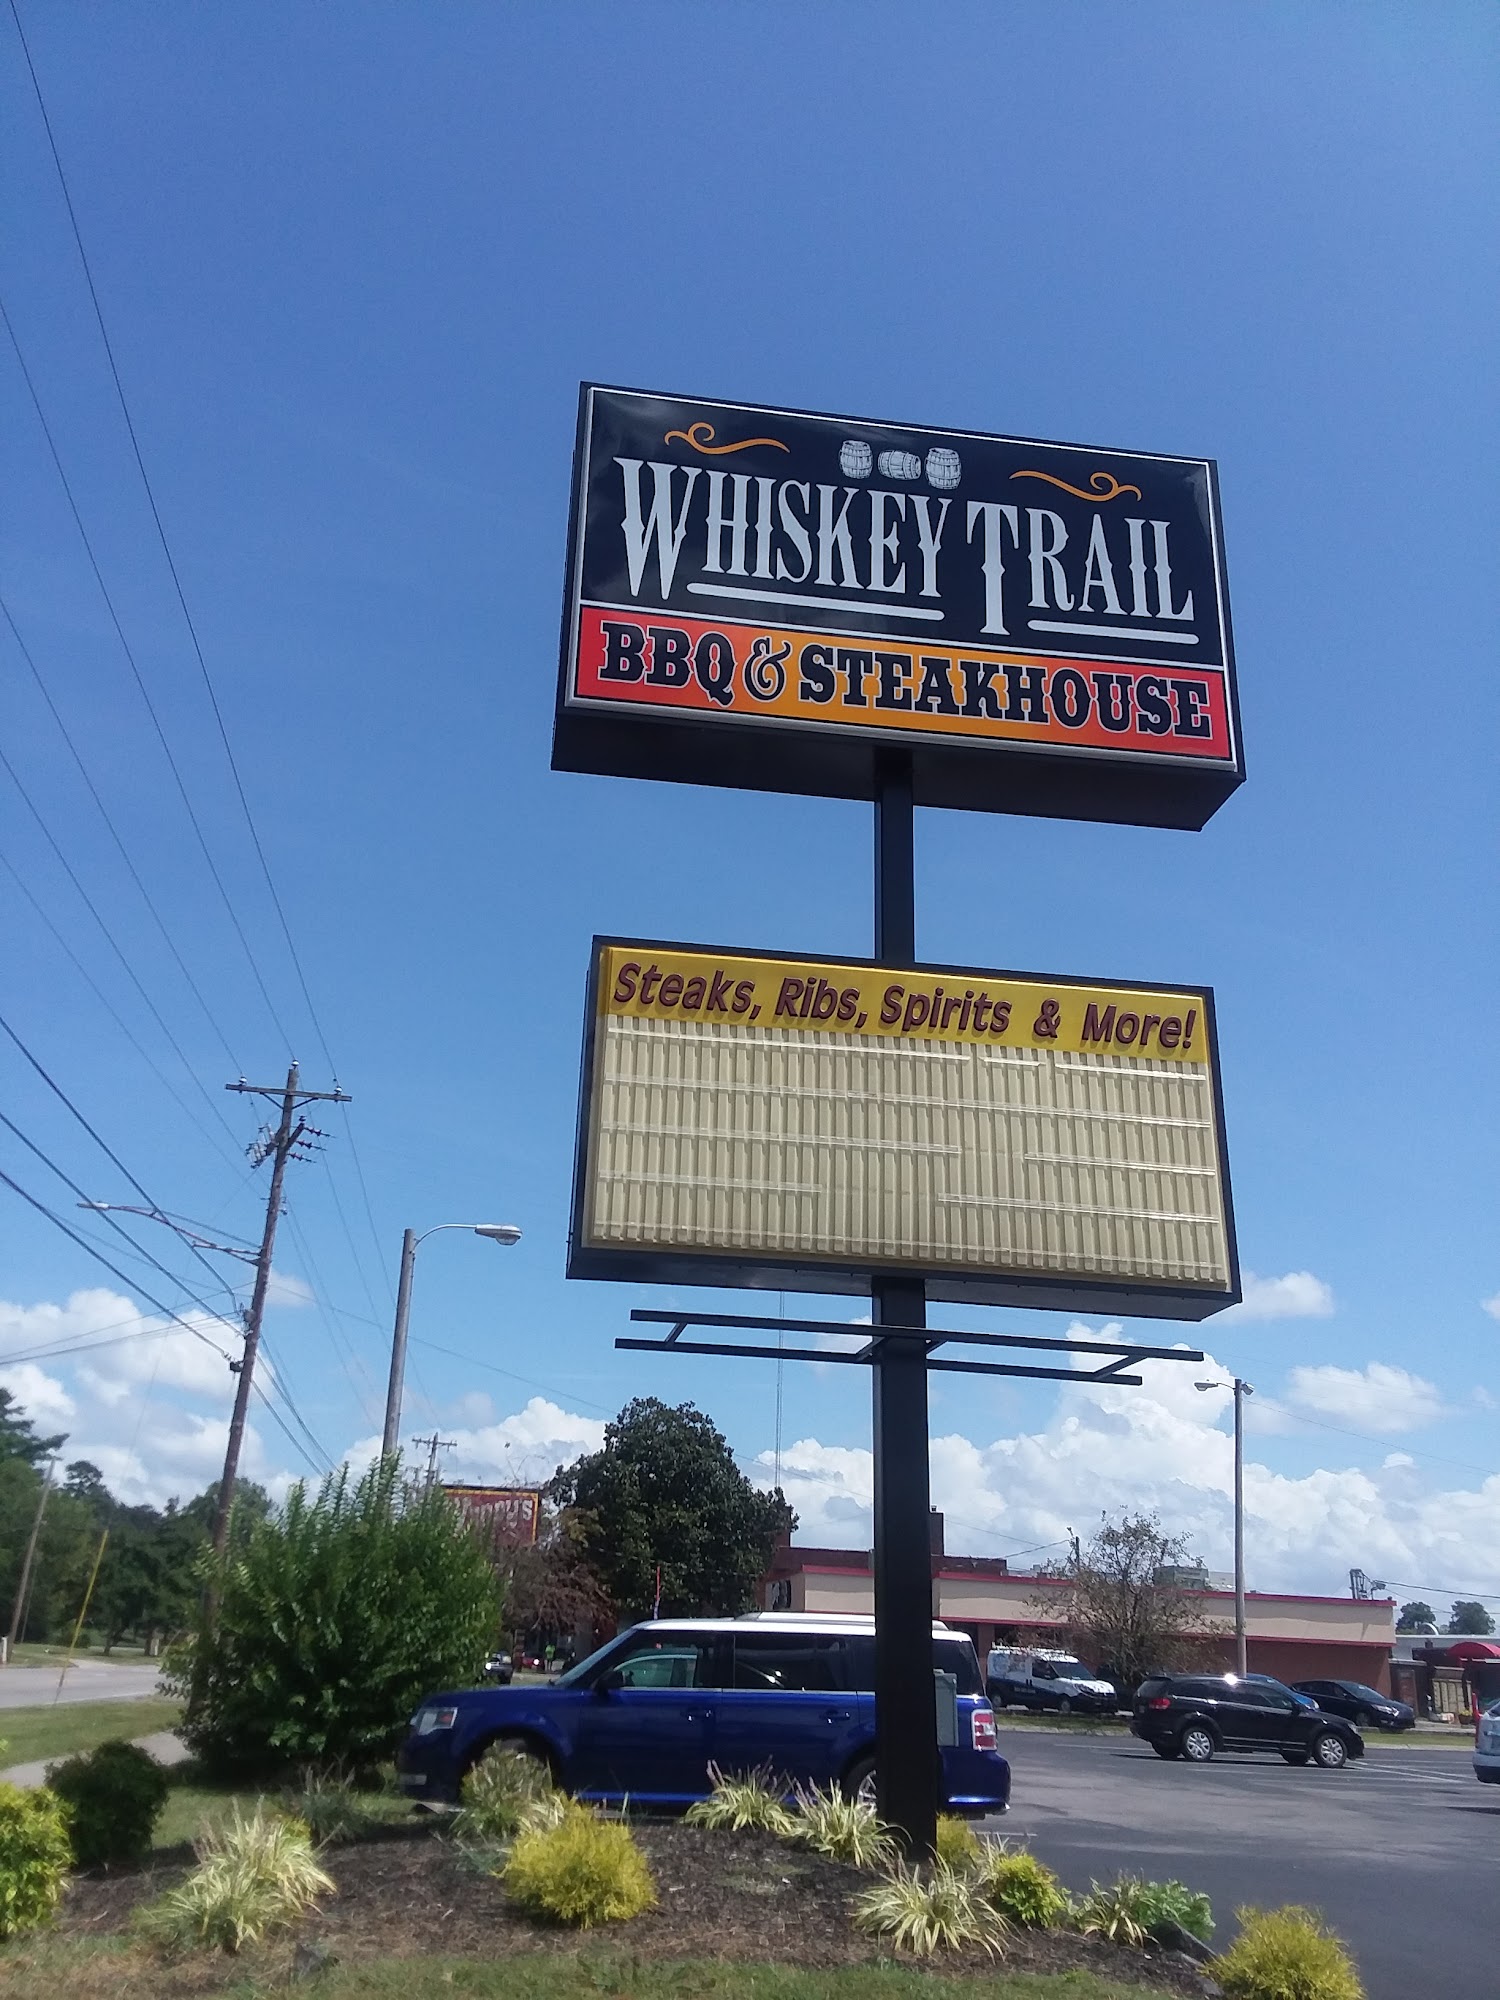 WHISKEY TRAIL
BBQ & STEAKHOUSE
Steaks, Ribs, Spirits & More!